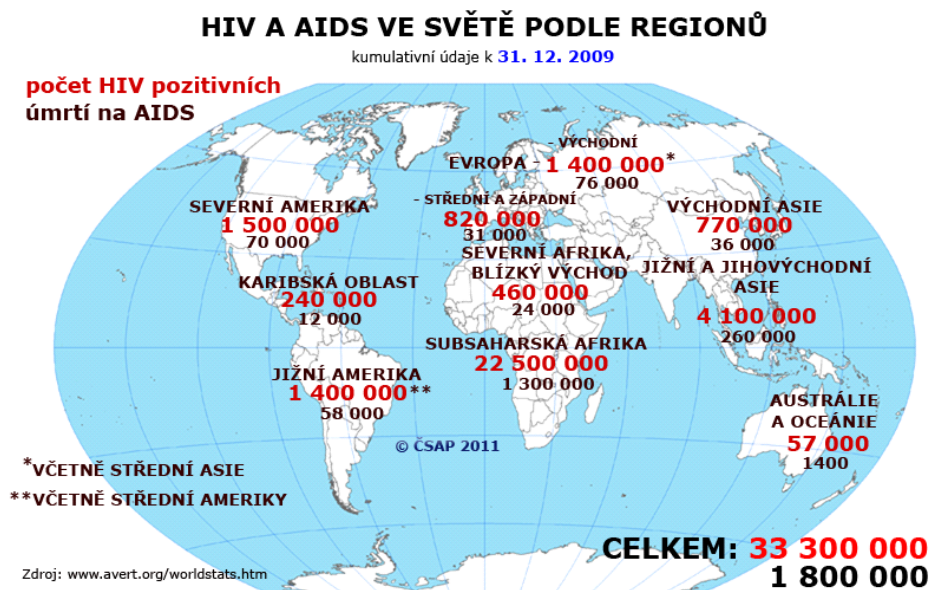 HIV A AIDS VE SVĚTĚ PODLE REGIONŮ
kumulativní údaje k 31. 12. 2009
počet HIV pozitivních
úmrtí na AIDS
- VÝCHODNÍ
EVROPA - 1 400 000*
76 000
- STŘEDNÍ A ZÁPADNÍ
820 000
31 000
SEVERNÍ AMERIKA
1 500 000
70 000
VÝCHODNÍ ASIE
770 000
36 000
SEVERNÍ AFRIKA,
BLÍZKÝ VÝCHOD
460 000
24 000
JIŽNÍ A JIHOVÝCHODNÍ
ASIE
4 100 000
260 000
KARIBSKÁ OBLAST
240 000
12 000
SUBSAHARSKÁ AFRIKA
22 500 000
1 300 000
JIŽNÍ AMERIKA
1 400 000**
58 000
AUSTRÁLIE
A OCEÁNIE
57 000
1400
© ČSAP 2011
*VČETNĚ STŘEDNÍ ASIE
**VČETNĚ STŘEDNÍ AMERIKY
CELKEM: 33 300 000
1 800 000
Zdroj: www.avert.org/worldstats.htm